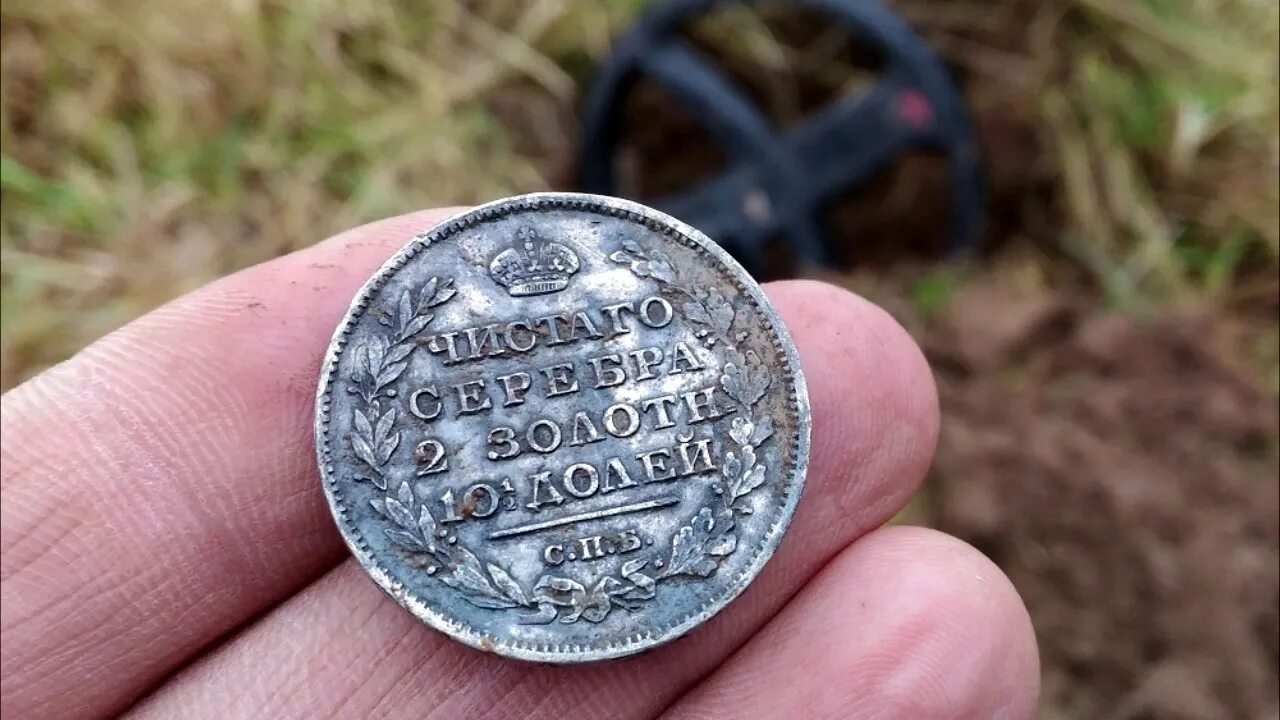 ЧИСТАГО
СЕРЕБРА
2 ЗОЛОТН
10½ ДОЛЕЙ
С.П.Б.